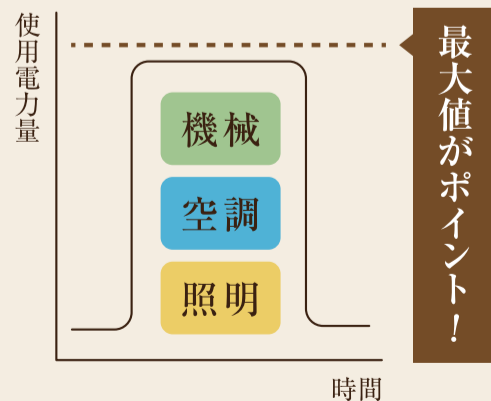 使用電力量
機械
空調
照明
時間
最大値がポイント！